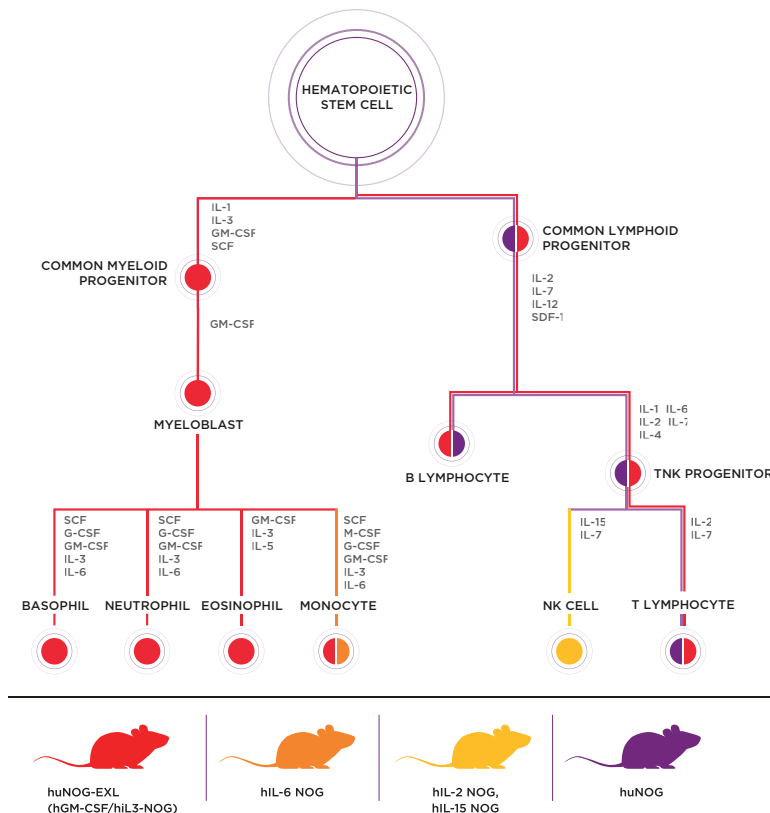 HEMATOPOIETIC
STEM CELL
IL-1
IL-3
GM-CSF
SCF
COMMON LYMPHOID
PROGENITOR
COMMON MYELOID
PROGENITOR
IL-2
IL-7
IL-12
SDF-1
GM-CSF
MYELOBLAST
IL-1 IL-6
IL-2 IL-7
IL-4
B LYMPHOCYTE
TNK PROGENITOR
SCF
G-CSF
GM-CSF
IL-3
IL-6
SCF
G-CSF
GM-CSF
IL-3
IL-6
GM-CSF
IL-3
IL-5
SCF
M-CSF
G-CSF
GM-CSF
IL-3
IL-6
IL-15
IL-7
IL-2
IL-7
BASOPHIL
NEUTROPHIL
EOSINOPHIL
MONOCYTE
NK CELL
T LYMPHOCYTE
huNOG-EXL
(hGM-CSF/hiL3-NOG)
hIL-6 NOG
hIL-2 NOG,
hIL-15 NOG
huNOG